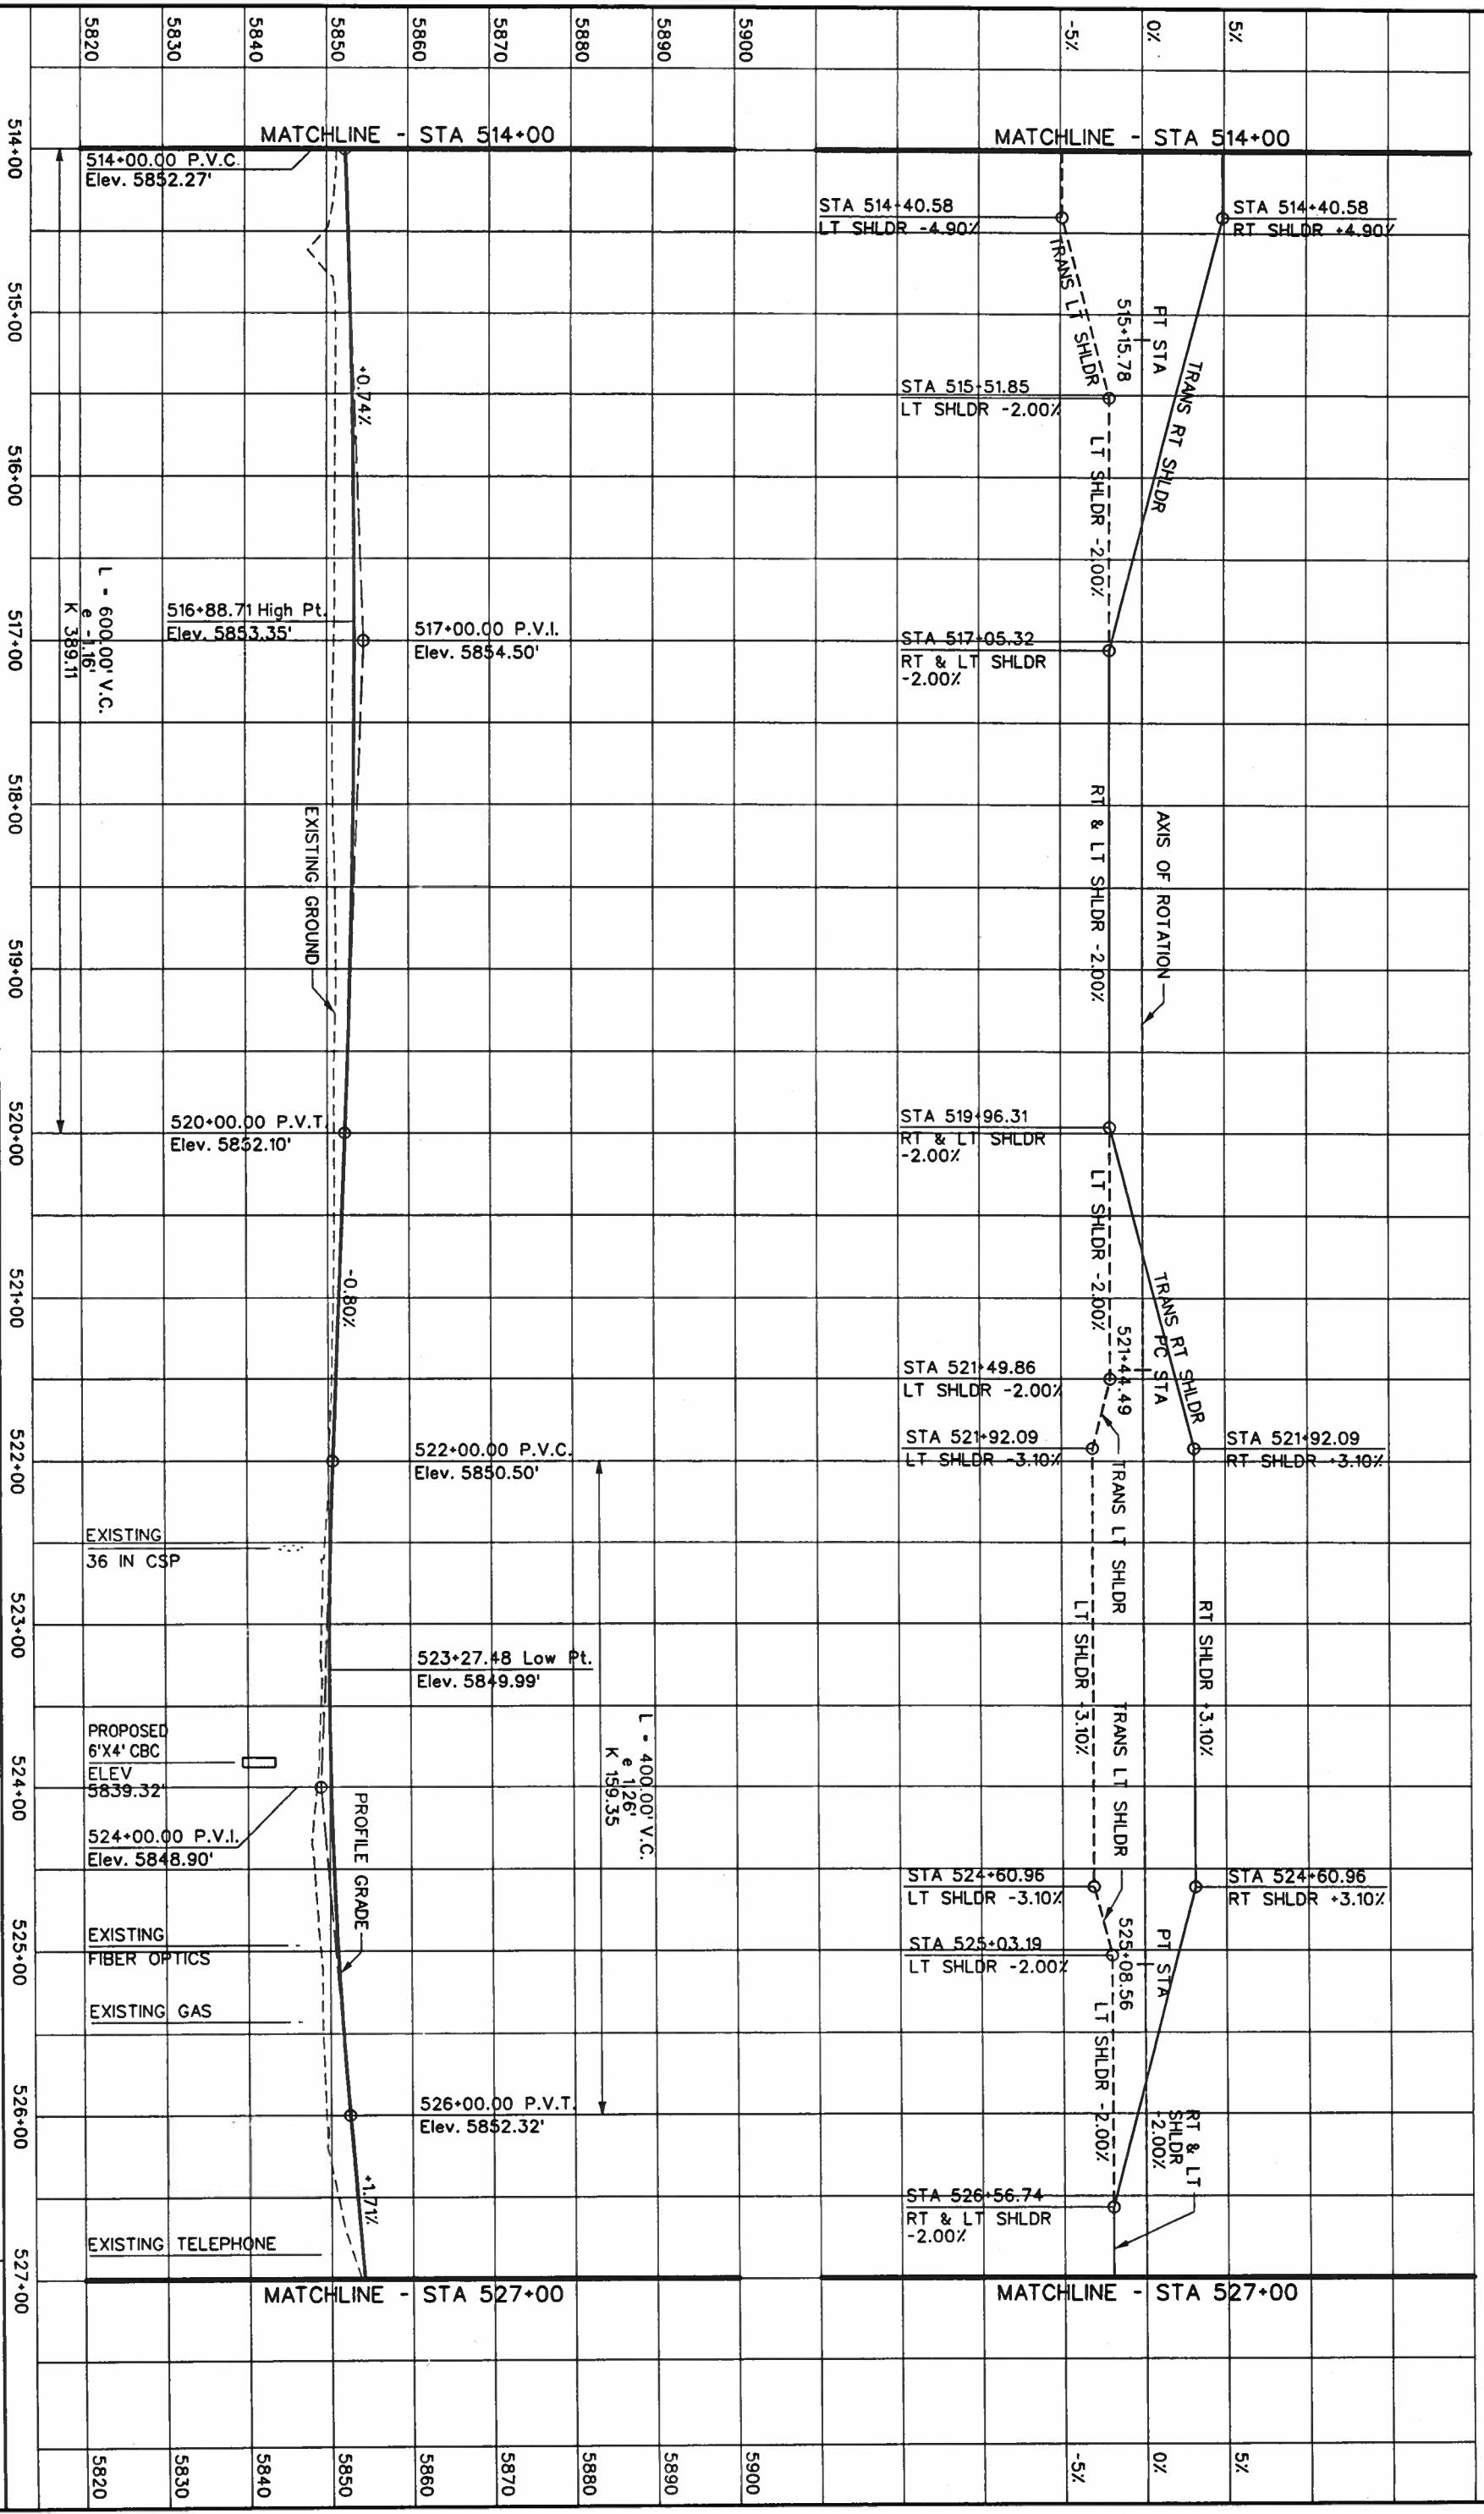 5820
5830
5840
5850
5860
5870
5880
5890
5900
-5%
0%
5%
MATCHLINE - STA 514+00
MATCHLINE - STA 514+00
514+00
514+00.00 P.V.C.
Elev. 5852.27'
STA 514+40.58
LT SHLDR -4.90%
STA 514+40.58
RT SHLDR +4.90%
TRANS LT SHLDR
PT STA
515+15.78
TRANS RT SHLDR
515+00
+0.74%
STA 515+51.85
LT SHLDR -2.00%
LT SHLDR -2.00%
516+00
L - 600.00' V.C.
e -1.16'
K 389.11
516+88.71 High Pt.
Elev. 5853.35'
517+00.00 P.V.I.
Elev. 5854.50'
STA 517+05.32
RT & LT SHLDR
-2.00%
517+00
518+00
EXISTING GROUND
RT & LT SHLDR -2.00%
AXIS OF ROTATION
519+00
520+00.00 P.V.T.
Elev. 5852.10'
STA 519+96.31
RT & LT SHLDR
-2.00%
520+00
LT SHLDR -2.00%
-0.80%
521+00
TRANS RT SHLDR
PC STA
521+44.49
STA 521+49.86
LT SHLDR -2.00%
STA 521+92.09
LT SHLDR -3.10%
STA 521+92.09
RT SHLDR +3.10%
522+00
522+00.00 P.V.C.
Elev. 5850.50'
TRANS LT SHLDR
EXISTING
36 IN CSP
LT SHLDR -3.10%
RT SHLDR +3.10%
523+00
523+27.48 Low Pt.
Elev. 5849.99'
L - 400.00' V.C.
e 1.26'
K 159.35
PROPOSED
6'X4' CBC
ELEV
5839.32'
524+00
524+00.00 P.V.I.
Elev. 5848.90'
PROFILE GRADE
TRANS LT SHLDR
STA 524+60.96
LT SHLDR -3.10%
STA 524+60.96
RT SHLDR +3.10%
EXISTING
FIBER OPTICS
525+00
STA 525+03.19
LT SHLDR -2.00%
PT STA
525+08.56
EXISTING GAS
LT SHLDR -2.00%
526+00
526+00.00 P.V.T.
Elev. 5852.32'
RT & LT
SHLDR
-2.00%
+1.71%
STA 526+56.74
RT & LT SHLDR
-2.00%
EXISTING TELEPHONE
527+00
MATCHLINE - STA 527+00
MATCHLINE - STA 527+00
5820
5830
5840
5850
5860
5870
5880
5890
5900
-5%
0%
5%